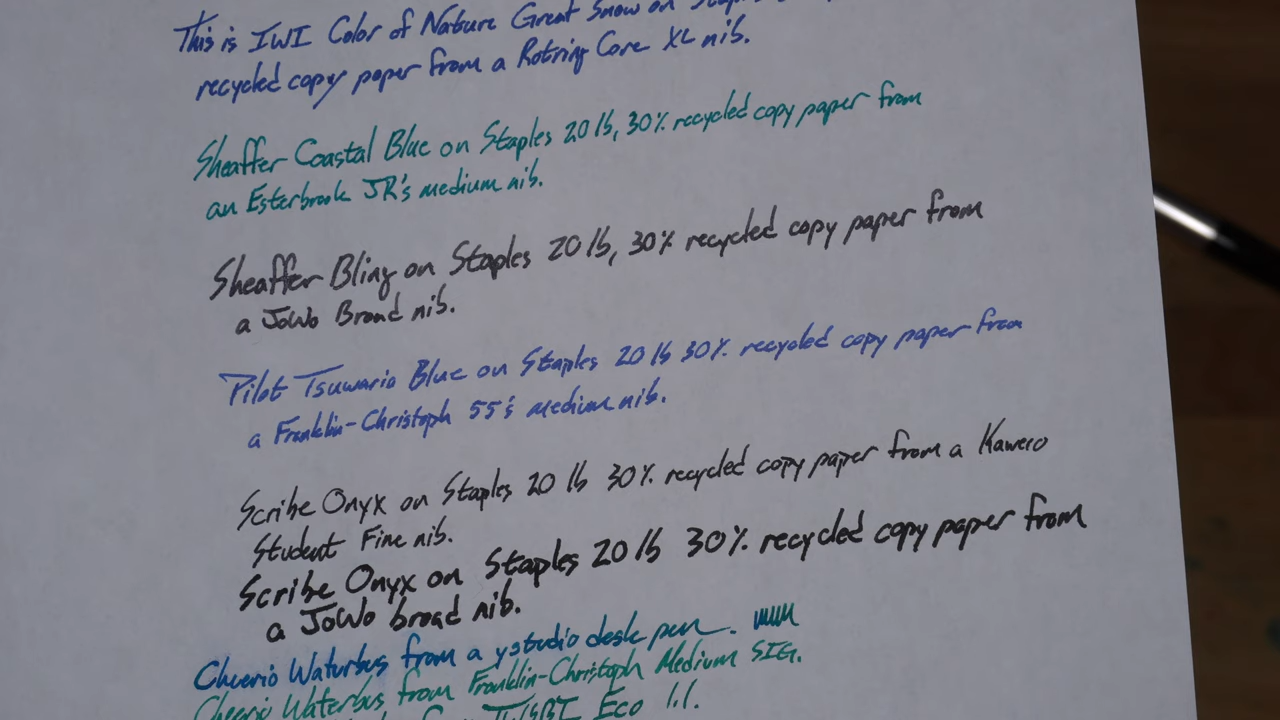 This is IWI Color of Nature Great Snow on
recycled copy paper from a Rotring Core XL nib.
Sheaffer Coastal Blue on Staples 20 lb, 30% recycled copy paper from
an Esterbrook JR's medium nib.
Sheaffer Bling on Staples 20 lb, 30% recycled copy paper from
a JoWo Broad nib.
Pilot Tsuwario Blue on Staples 20 lb 30% recycled copy paper from
a Franklin-Christoph 55's medium nib.
Scribe Onyx on Staples 20 lb 30% recycled copy paper from a Kaweco
Student Fine nib.
Scribe Onyx on Staples 20 lb 30% recycled copy paper from
a JoWo broad nib.
Cheerio Waturbus from a ystudio desk pen.
Cheerio Waturbus from Franklin-Christoph Medium SIG.
TWSBI Eco 1.1.